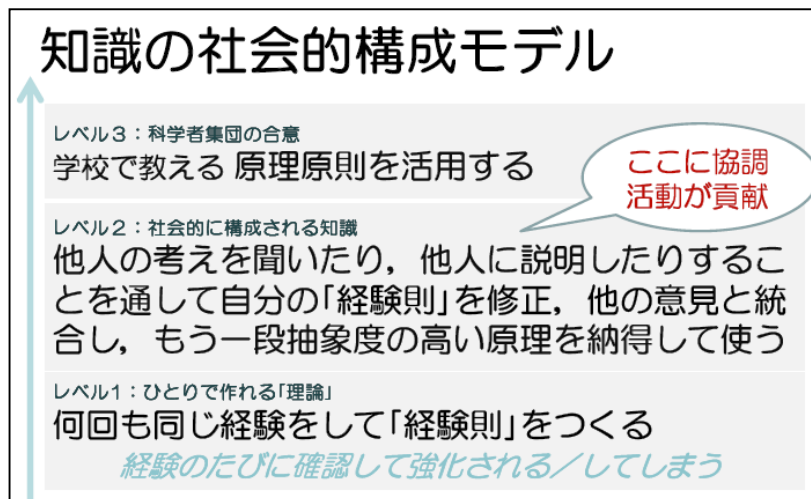 知識の社会的構成モデル
レベル3：科学者集団の合意
学校で教える 原理原則を活用する
ここに協調
活動が貢献
レベル2：社会的に構成される知識
他人の考えを聞いたり，他人に説明したりするこ
とを通して自分の｢経験則｣を修正，他の意見と統
合し，もう一段抽象度の高い原理を納得して使う
レベル1：ひとりで作れる｢理論｣
何回も同じ経験をして｢経験則｣をつくる
経験のたびに確認して強化される／してしまう